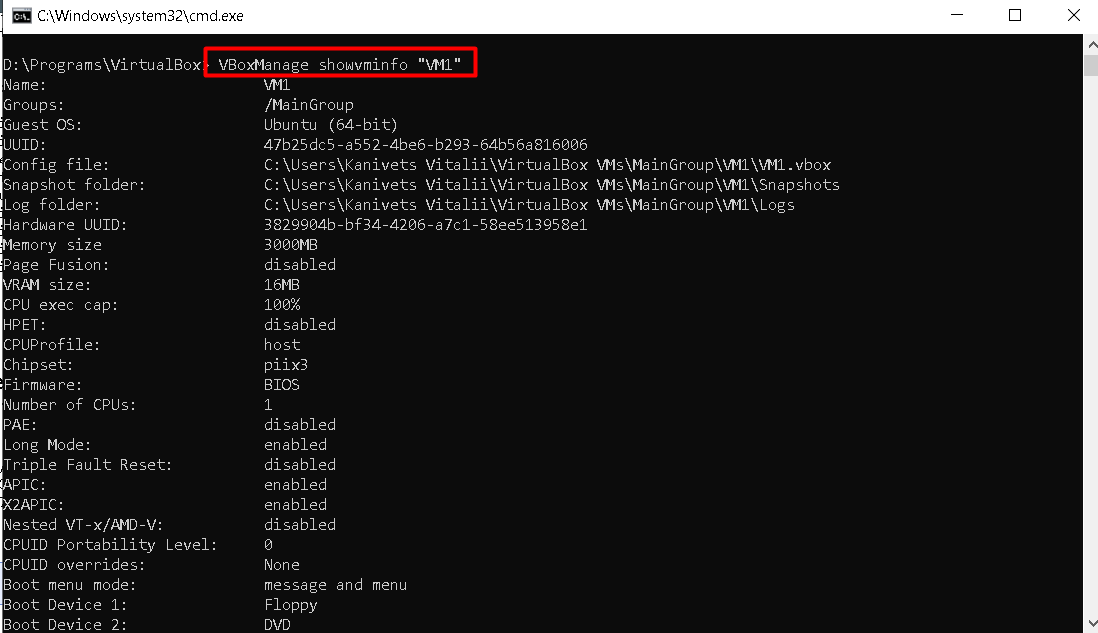 C:\Windows\system32\cmd.exe
D:\Programs\VirtualBox> VBoxManage showvminfo "VM1"
Name: VM1
Groups: /MainGroup
Guest OS: Ubuntu (64-bit)
UUID: 47b25dc5-a552-4be6-b293-64b56a816006
Config file: C:\Users\Kanivets Vitalii\VirtualBox VMs\MainGroup\VM1\VM1.vbox
Snapshot folder: C:\Users\Kanivets Vitalii\VirtualBox VMs\MainGroup\VM1\Snapshots
Log folder: C:\Users\Kanivets Vitalii\VirtualBox VMs\MainGroup\VM1\Logs
Hardware UUID: 3829904b-bf34-4206-a7c1-58ee513958e1
Memory size 3000MB
Page Fusion: disabled
VRAM size: 16MB
CPU exec cap: 100%
HPET: disabled
CPUProfile: host
Chipset: piix3
Firmware: BIOS
Number of CPUs: 1
PAE: disabled
Long Mode: enabled
Triple Fault Reset: disabled
APIC: enabled
X2APIC: enabled
Nested VT-x/AMD-V: disabled
CPUID Portability Level: 0
CPUID overrides: None
Boot menu mode: message and menu
Boot Device 1: Floppy
Boot Device 2: DVD